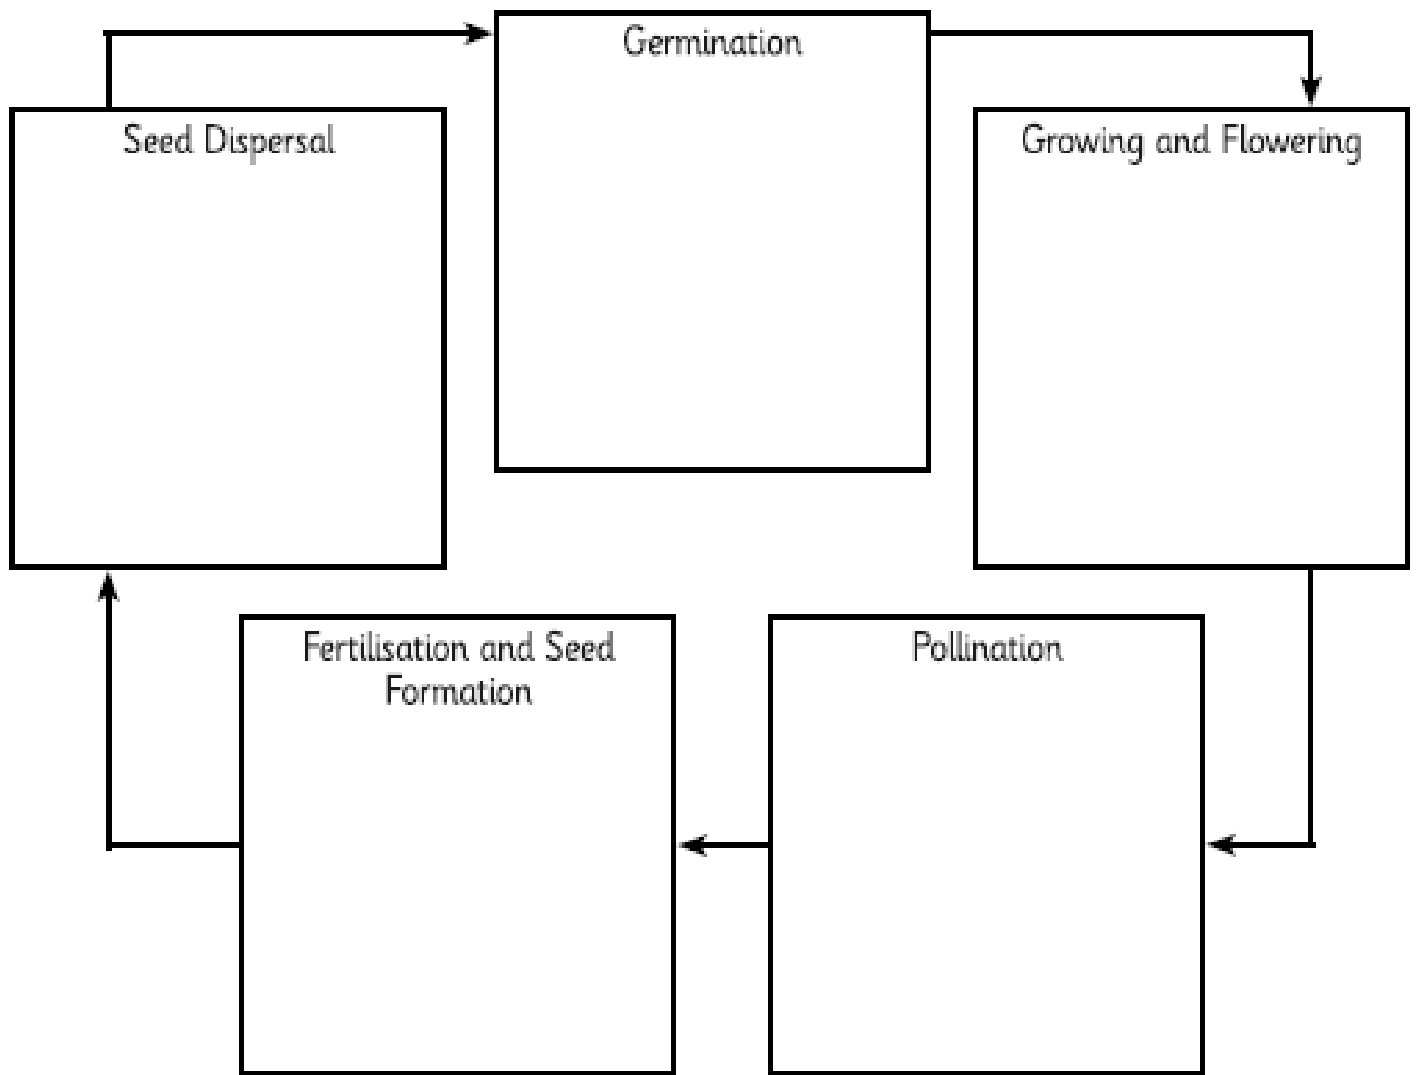 Germination
Seed Dispersal
Growing and Flowering
Fertilisation and Seed
Formation
Pollination